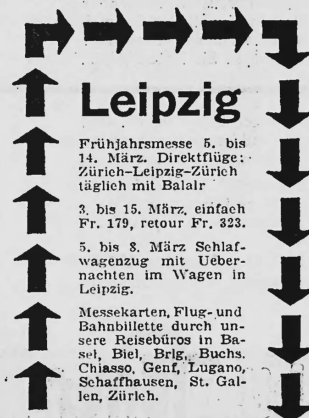 Leipzig
Frühjahrsmesse 5. bis
14. März. Direktflüge:
Zürich–Leipzig–Zürich
täglich mit Balair
3. bis 15. März, einfach
Fr. 179, retour Fr. 323.
5. bis 8. März Schlaf-
wagenzug mit Ueber-
nachten im Wagen in
Leipzig.
Messekarten, Flug- und
Bahnbillette durch un-
sere Reisebüros in Ba-
sel, Biel, Brig, Buchs.
Chiasso, Genf, Lugano,
Schaffhausen, St. Gal-
len, Zürich.